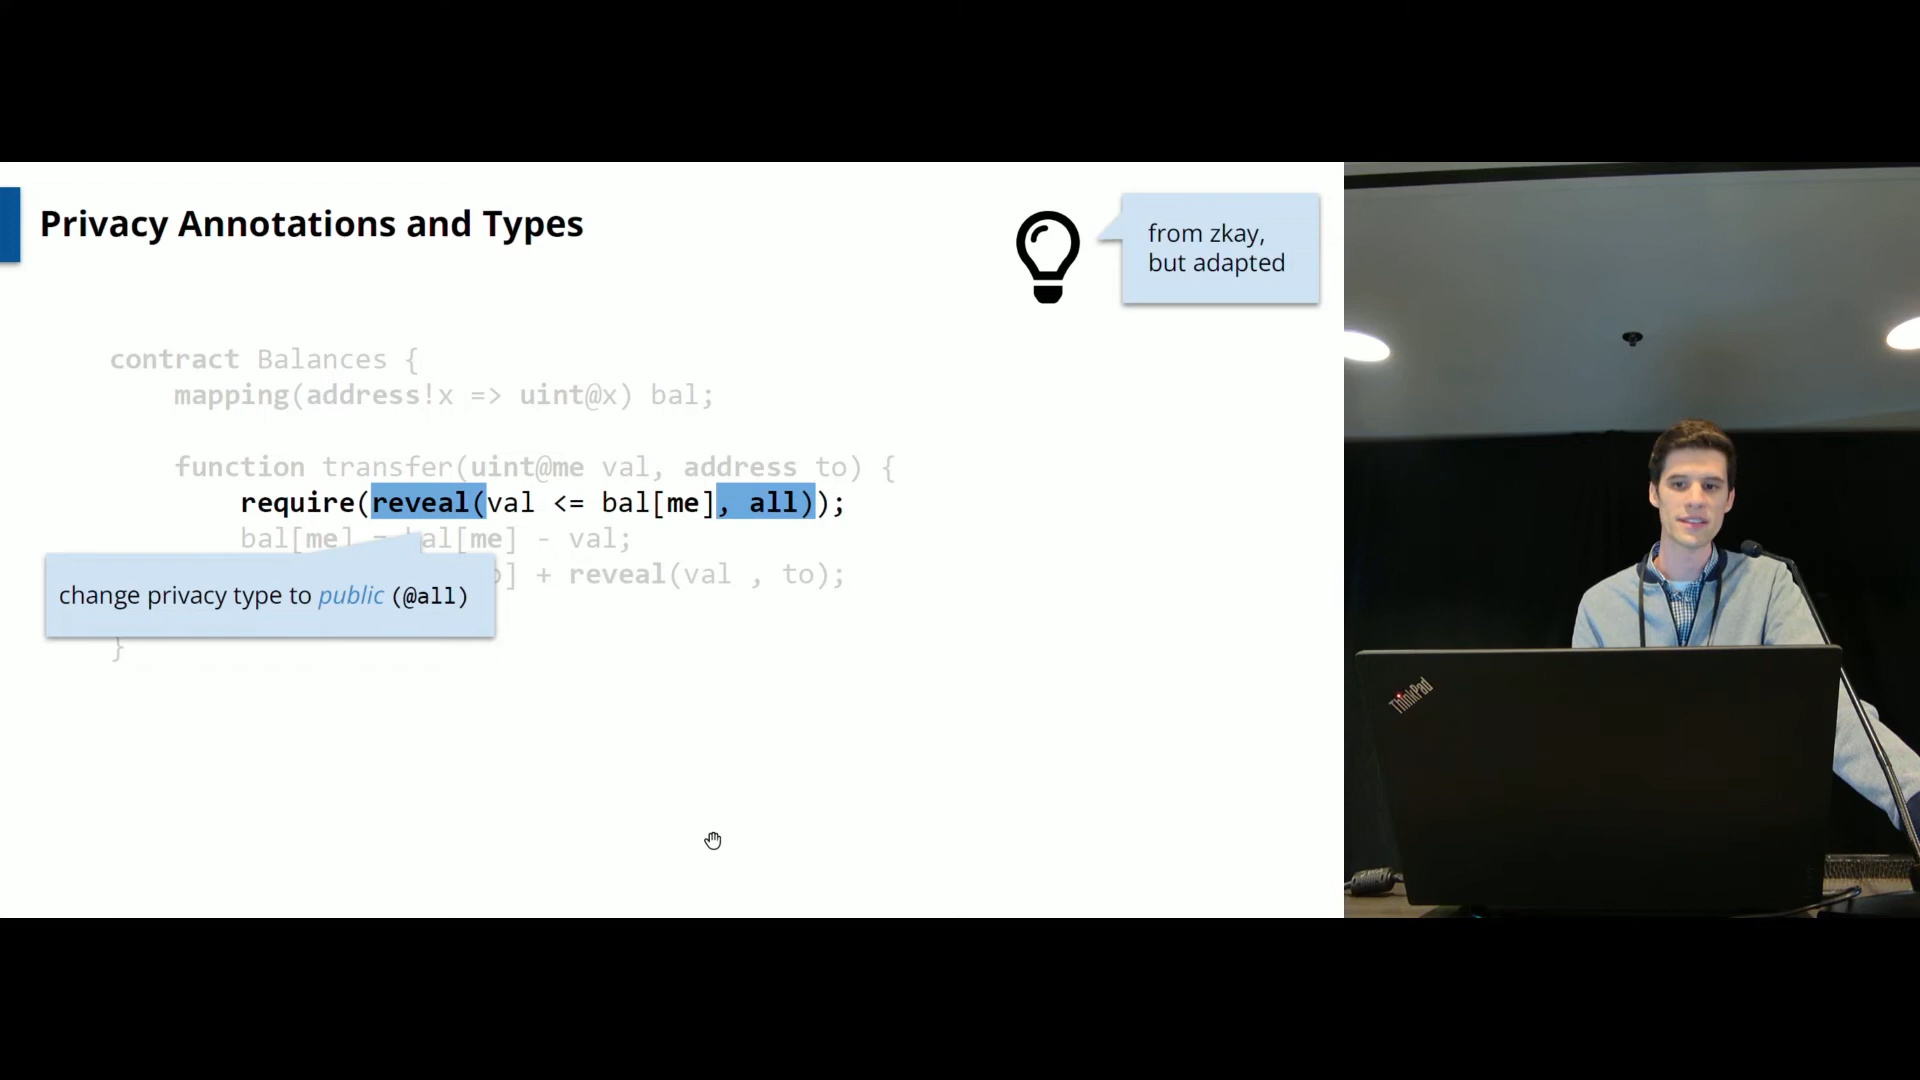 Privacy Annotations and Types
from zkay,
but adapted
contract Balances {
mapping(address!x => uint@x) bal;
function transfer(uint@me val, address to) {
require(reveal(val <= bal[me], all));
bal[me] = bal[me] - val;
] + reveal(val , to);
change privacy type to public (@all)
}
ThinkPad